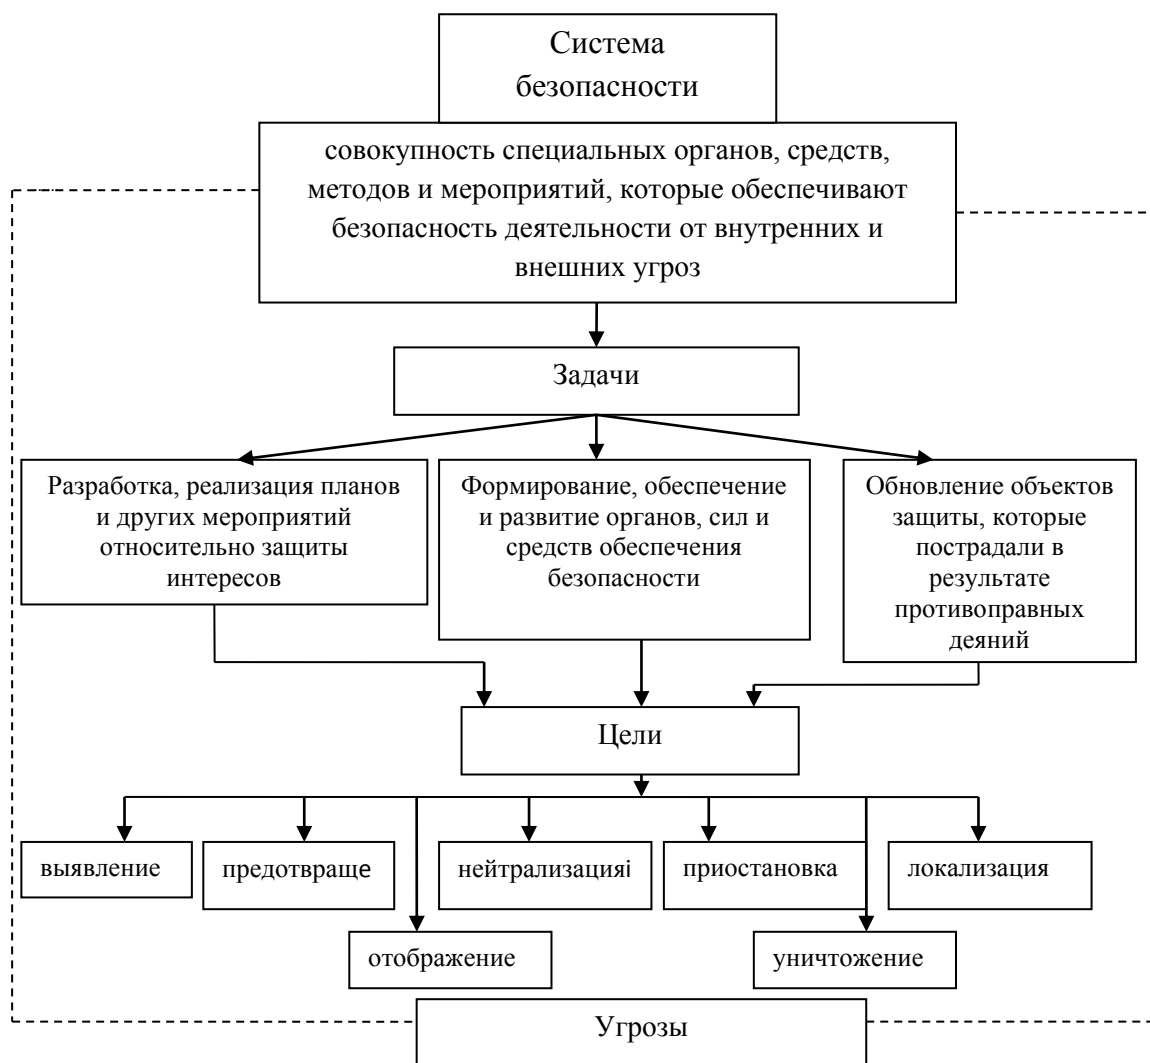 Система
безопасности
совокупность специальных органов, средств,
методов и мероприятий, которые обеспечивают
безопасность деятельности от внутренних и
внешних угроз
Задачи
Разработка, реализация планов
и других мероприятий
относительно защиты
интересов
Формирование, обеспечение
и развитие органов, сил и
средств обеспечения
безопасности
Обновление объектов
защиты, которые
пострадали в
результате
противоправных
деяний
Цели
выявление
предотвраще
нейтрализацияі
приостановка
локализация
отображение
уничтожение
Угрозы